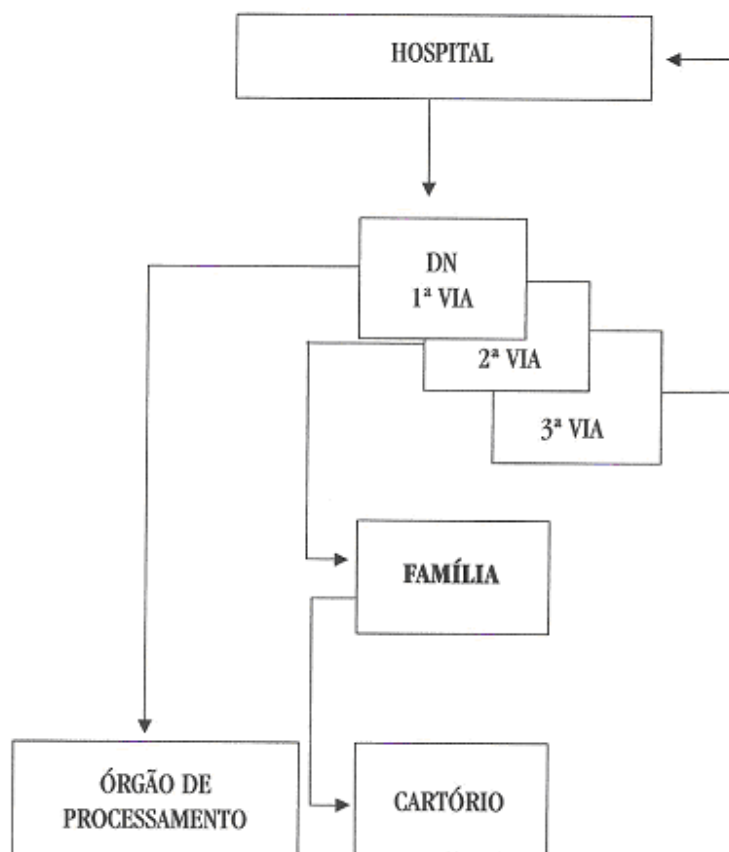 HOSPITAL
DN
1ª VIA
2ª VIA
3ª VIA
FAMÍLIA
ÓRGÃO DE
PROCESSAMENTO
CARTÓRIO